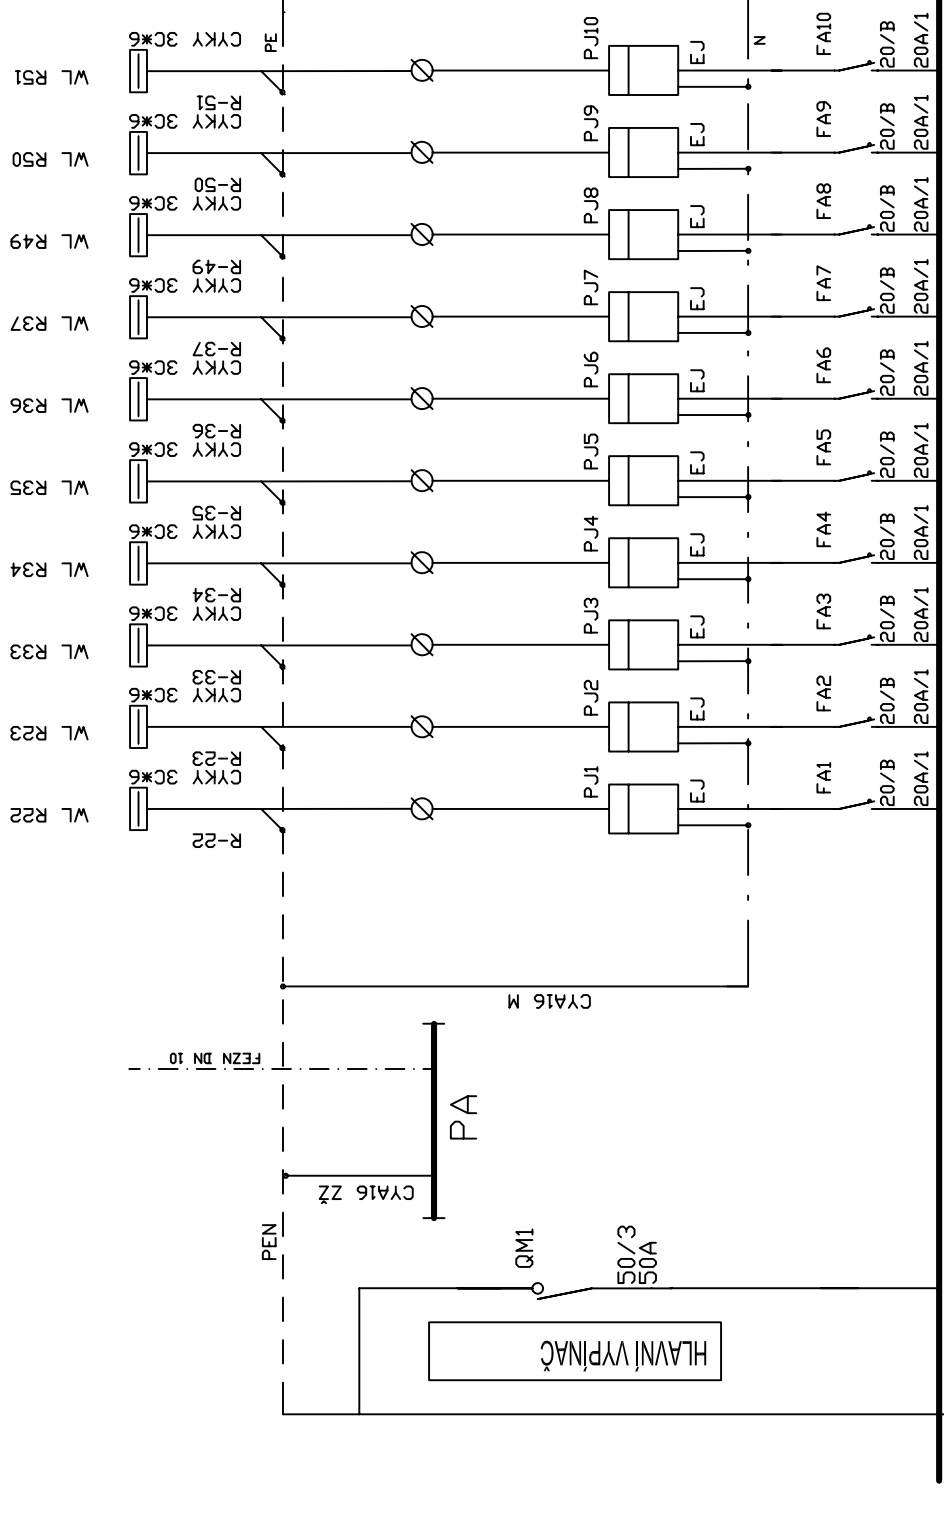 WL R51
CYKY 3C*6
R-51
PE
PJ10
EJ
N
FA10
20/B
20A/1
WL R50
CYKY 3C*6
R-50
PJ9
EJ
FA9
20/B
20A/1
WL R49
CYKY 3C*6
R-49
PJ8
EJ
FA8
20/B
20A/1
WL R37
CYKY 3C*6
R-37
PJ7
EJ
FA7
20/B
20A/1
WL R36
CYKY 3C*6
R-36
PJ6
EJ
FA6
20/B
20A/1
WL R35
CYKY 3C*6
R-35
PJ5
EJ
FA5
20/B
20A/1
WL R34
CYKY 3C*6
R-34
PJ4
EJ
FA4
20/B
20A/1
WL R33
CYKY 3C*6
R-33
PJ3
EJ
FA3
20/B
20A/1
WL R23
CYKY 3C*6
R-23
PJ2
EJ
FA2
20/B
20A/1
WL R22
CYKY 3C*6
R-22
PJ1
EJ
FA1
20/B
20A/1
CYA16 M
FEZN DN 10
PA
CYA16 ZŽ
PEN
QM1
50/3
50A
HLAVNÍ VYPÍNAČ